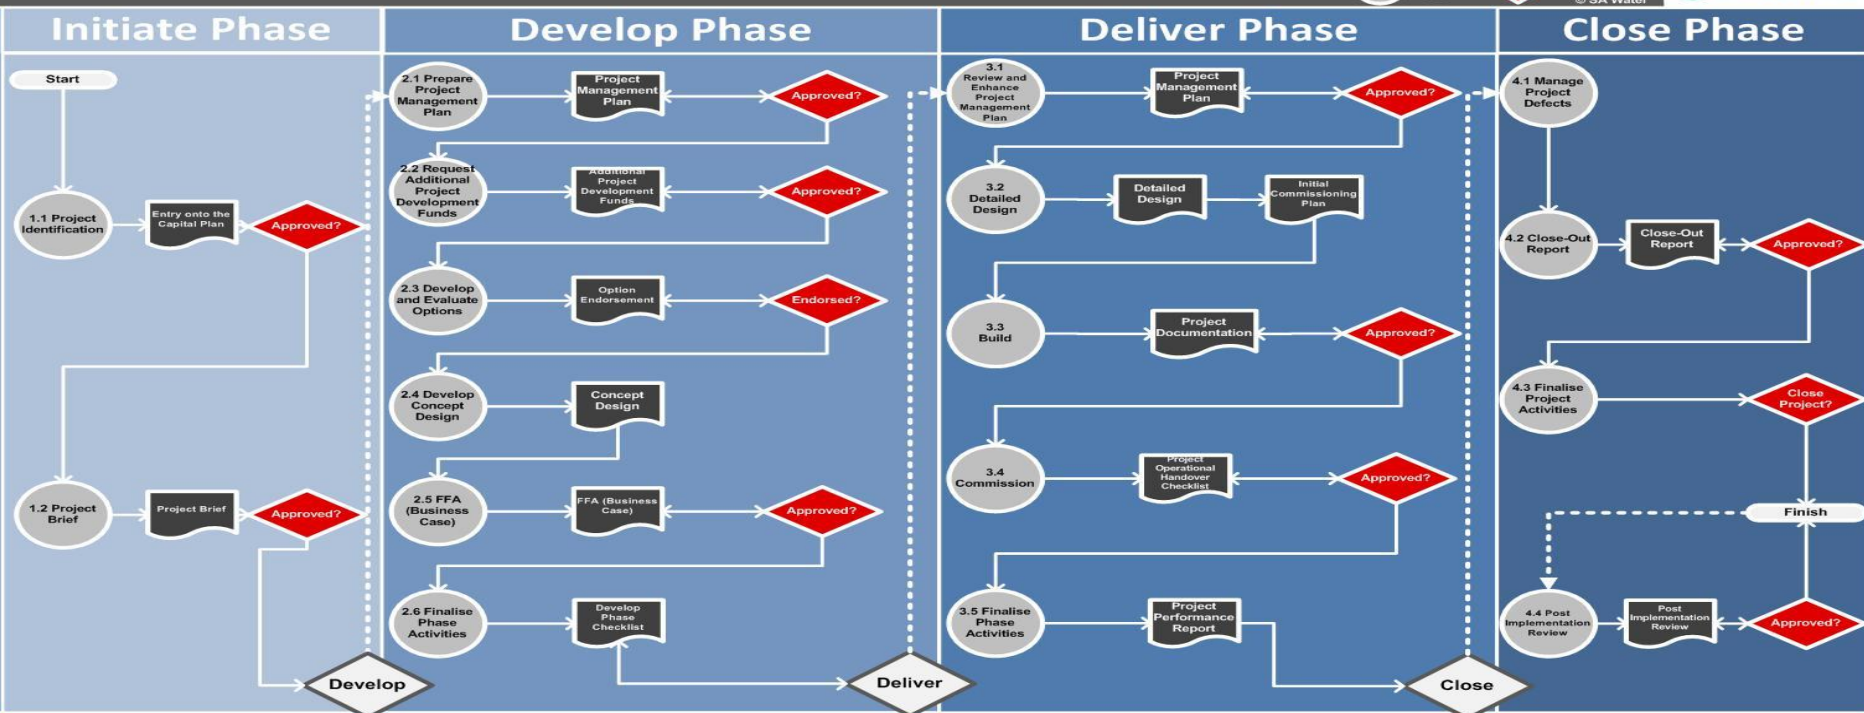 © SA Water
Initiate Phase
Develop Phase
Deliver Phase
Close Phase
Start
1.1 Project
Identification
Entry onto the
Capital Plan
Approved?
1.2 Project
Brief
Project Brief
Approved?
Develop
2.1 Prepare
Project
Management
Plan
Project
Management
Plan
Approved?
2.2 Request
Additional
Project
Development
Funds
Additional
Project
Development
Funds
Approved?
2.3 Develop
and Evaluate
Options
Option
Endorsement
Endorsed?
2.4 Develop
Concept
Design
Concept
Design
2.5 FFA
(Business
Case)
FFA (Business
Case)
Approved?
2.6 Finalise
Phase
Activities
Develop
Phase
Checklist
Deliver
3.1
Review and
Enhance
Project
Management
Plan
Project
Management
Plan
Approved?
3.2
Detailed
Design
Detailed
Design
Initial
Commissioning
Plan
3.3
Build
Project
Documentation
Approved?
3.4
Commission
Project
Operational
Handover
Checklist
Approved?
3.5 Finalise
Phase
Activities
Project
Performance
Report
Close
4.1 Manage
Project
Defects
4.2 Close-Out
Report
Close-Out
Report
Approved?
4.3 Finalise
Project
Activities
Close
Project?
Finish
4.4 Post
Implementation
Review
Post
Implementation
Review
Approved?